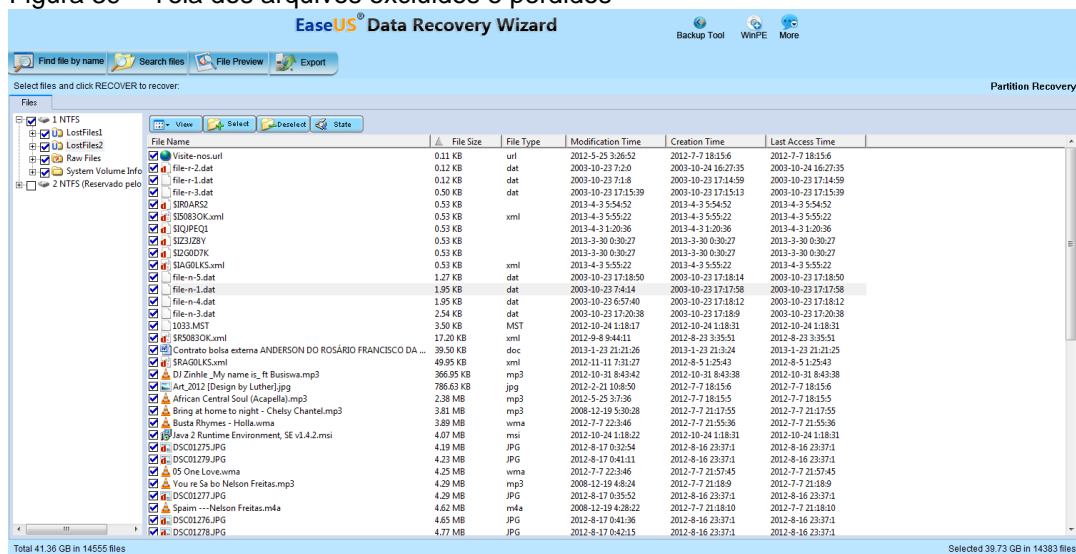 EaseUS® Data Recovery Wizard
Backup Tool WinPE More
Find file by name Search files File Preview Export
Select files and click RECOVER to recover: Partition Recovery
Files
1 NTFS
LostFiles1
LostFiles2
Raw Files
System Volume Info
2 NTFS (Reservado pelo
View Select Deselect State
File Name File Size File Type Modification Time Creation Time Last Access Time
Visite-nos.url 0.11 KB url 2012-5-25 3:26:52 2012-7-7 18:15:6 2012-7-7 18:15:6
file-r-2.dat 0.12 KB dat 2003-10-23 7:2:0 2003-10-24 16:27:35 2003-10-24 16:27:35
file-r-1.dat 0.12 KB dat 2003-10-23 7:1:8 2003-10-23 17:14:59 2003-10-23 17:14:59
file-r-3.dat 0.50 KB dat 2003-10-23 17:15:39 2003-10-23 17:15:13 2003-10-23 17:15:39
$IR0ARS2 0.53 KB 2013-4-3 5:54:52 2013-4-3 5:54:52 2013-4-3 5:54:52
$I5083OK.xml 0.53 KB xml 2013-4-3 5:55:22 2013-4-3 5:55:22 2013-4-3 5:55:22
$IQJPEQ1 0.53 KB 2013-4-3 1:20:36 2013-4-3 1:20:36 2013-4-3 1:20:36
$IZ3JZ8Y 0.53 KB 2013-3-30 0:30:27 2013-3-30 0:30:27 2013-3-30 0:30:27
$I2G0D7K 0.53 KB 2013-3-30 0:30:27 2013-3-30 0:30:27 2013-3-30 0:30:27
$IAG0LKS.xml 0.53 KB xml 2013-4-3 5:55:22 2013-4-3 5:55:22 2013-4-3 5:55:22
file-n-5.dat 1.27 KB dat 2003-10-23 17:18:50 2003-10-23 17:18:14 2003-10-23 17:18:50
file-n-1.dat 1.95 KB dat 2003-10-23 7:4:14 2003-10-23 17:17:58 2003-10-23 17:17:58
file-n-4.dat 1.95 KB dat 2003-10-23 6:57:40 2003-10-23 17:18:12 2003-10-23 17:18:12
file-n-3.dat 2.54 KB dat 2003-10-23 17:20:38 2003-10-23 17:18:9 2003-10-23 17:20:38
1033.MST 3.50 KB MST 2012-10-24 1:18:17 2012-10-24 1:18:31 2012-10-24 1:18:31
$R5083OK.xml 17.20 KB xml 2012-9-8 9:44:11 2012-8-23 3:35:51 2012-8-23 3:35:51
Contrato bolsa externa ANDERSON DO ROSÁRIO FRANCISCO DA ... 39.50 KB doc 2013-1-23 21:21:26 2013-1-23 21:3:24 2013-1-23 21:21:25
$RAG0LKS.xml 49.95 KB xml 2012-11-11 7:31:27 2012-8-5 1:25:43 2012-8-5 1:25:43
DJ Zinhle _My name is_ ft Busiswa.mp3 366.95 KB mp3 2012-10-31 8:43:42 2012-10-31 8:43:38 2012-10-31 8:43:38
Art_2012 [Design by Luther].jpg 786.63 KB jpg 2012-2-21 10:8:50 2012-7-7 18:15:6 2012-7-7 18:15:6
African Central Soul (Acapella).mp3 2.38 MB mp3 2012-5-25 3:7:36 2012-7-7 18:15:5 2012-7-7 18:15:5
Bring at home to night - Chelsy Chantel.mp3 3.81 MB mp3 2008-12-19 5:30:28 2012-7-7 21:17:55 2012-7-7 21:17:55
Busta Rhymes - Holla.wma 3.89 MB wma 2012-7-7 22:3:46 2012-7-7 21:55:36 2012-7-7 21:55:36
Java 2 Runtime Environment, SE v1.4.2.msi 4.07 MB msi 2012-10-24 1:18:22 2012-10-24 1:18:31 2012-10-24 1:18:31
DSC01275.JPG 4.19 MB JPG 2012-8-17 0:32:54 2012-8-16 23:37:1 2012-8-16 23:37:1
DSC01279.JPG 4.23 MB JPG 2012-8-17 0:41:11 2012-8-16 23:37:1 2012-8-16 23:37:1
05 One Love.wma 4.25 MB wma 2012-7-7 22:3:46 2012-7-7 21:57:45 2012-7-7 21:57:45
You re Sa bo Nelson Freitas.mp3 4.29 MB mp3 2008-12-19 4:8:24 2012-7-7 21:18:9 2012-7-7 21:18:9
DSC01277.JPG 4.29 MB JPG 2012-8-17 0:35:52 2012-8-16 23:37:1 2012-8-16 23:37:1
Spaim ---Nelson Freitas.m4a 4.62 MB m4a 2008-12-19 4:28:22 2012-7-7 21:18:10 2012-7-7 21:18:10
DSC01276.JPG 4.65 MB JPG 2012-8-17 0:41:36 2012-8-16 23:37:1 2012-8-16 23:37:1
DSC01278.JPG 4.77 MB JPG 2012-8-17 0:42:15 2012-8-16 23:37:1 2012-8-16 23:37:1
Total 41.36 GB in 14555 files Selected 39.73 GB in 14383 files